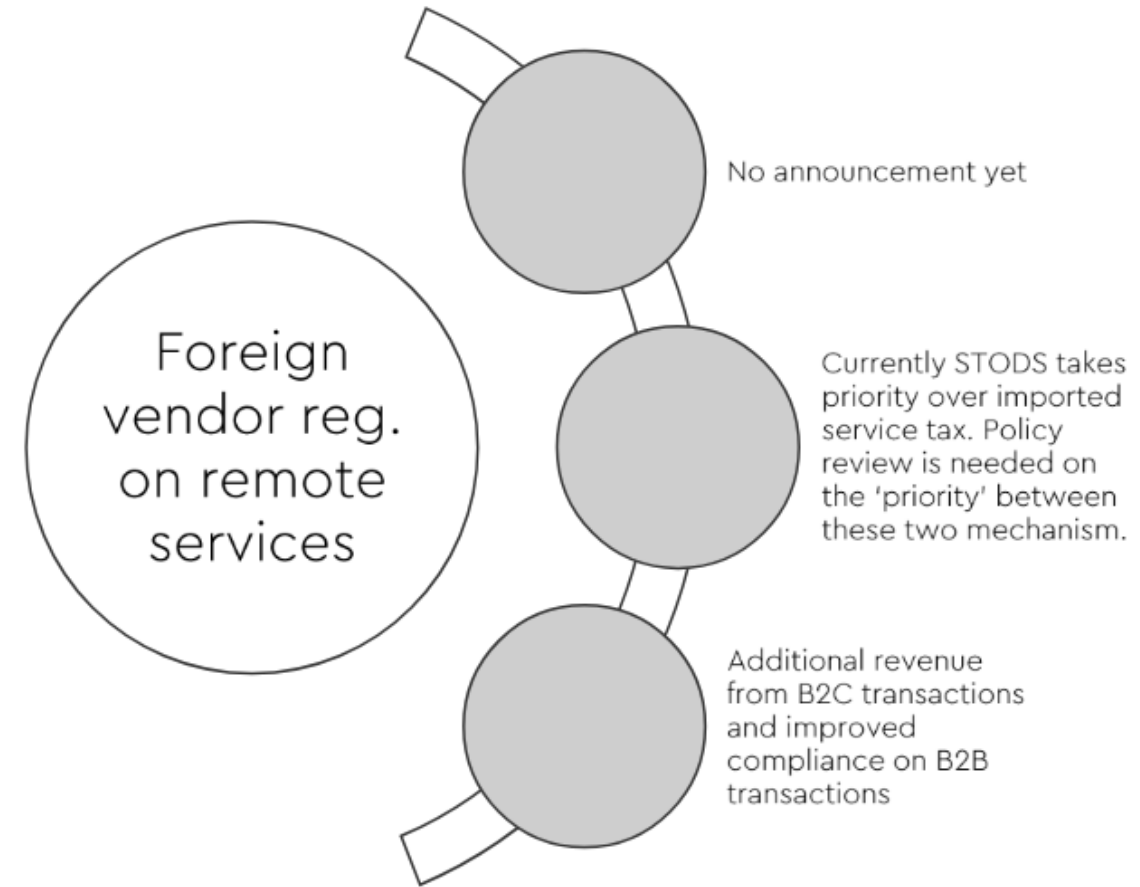 Foreign
vendor reg.
on remote
services
No announcement yet
Currently STODS takes
priority over imported
service tax. Policy
review is needed on
the ‘priority’ between
these two mechanism.
Additional revenue
from B2C transactions
and improved
compliance on B2B
transactions